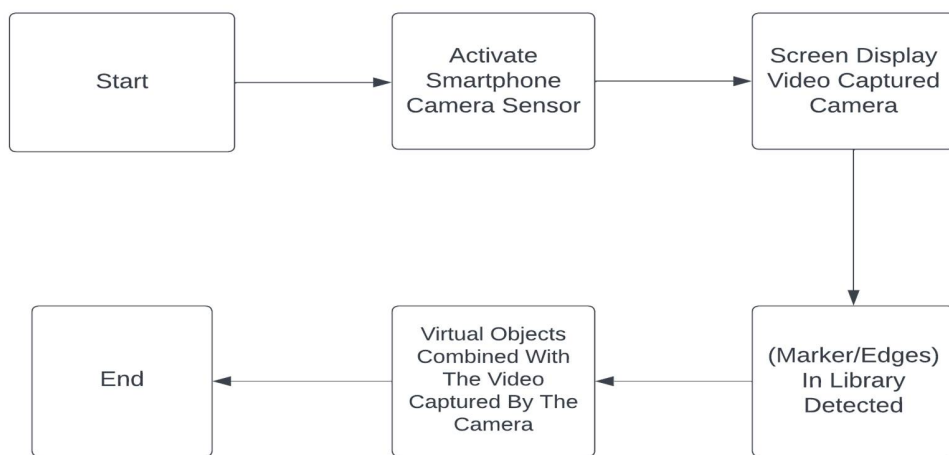 Start
Activate
Smartphone
Camera Sensor
Screen Display
Video Captured
Camera
(Marker/Edges)
In Library
Detected
Virtual Objects
Combined With
The Video
Captured By The
Camera
End